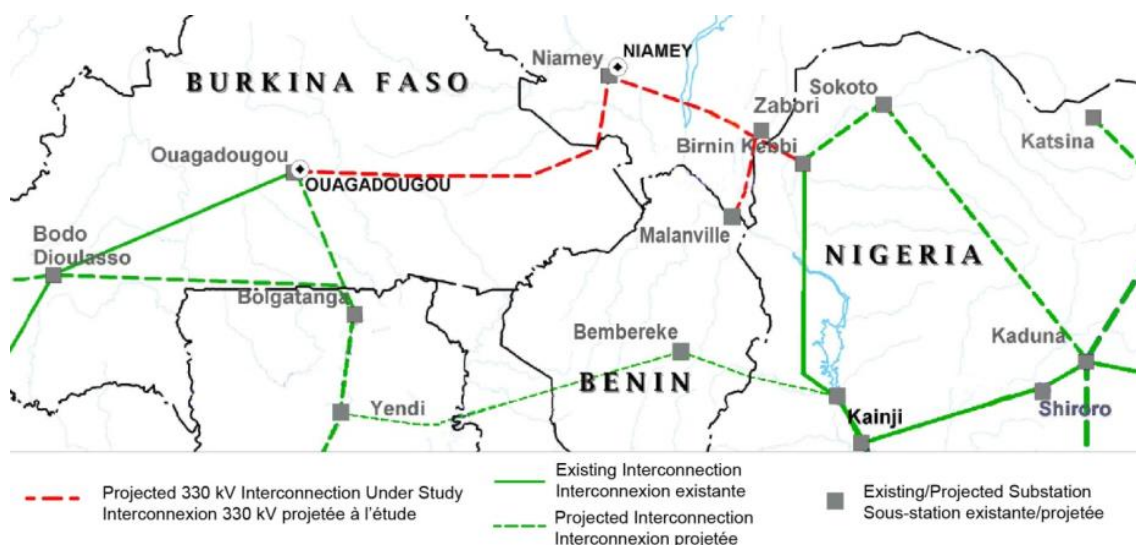 NIAMEY
Niamey
BURKINA FASO
Sokoto
Zabori
Katsina
Birnin Kebbi
Ouagadougou
OUAGADOUGOU
Malanville
Bodo
Dioulasso
NIGERIA
Bolgatanga
Bembereke
Kaduna
BENIN
Yendi
Kainji
Shiroro
Projected 330 kV Interconnection Under Study
Interconnexion 330 kV projetée à l'étude
Existing Interconnection
Interconnexion existante
Projected Interconnection
Interconnexion projetée
Existing/Projected Substation
Sous-station existante/projetée